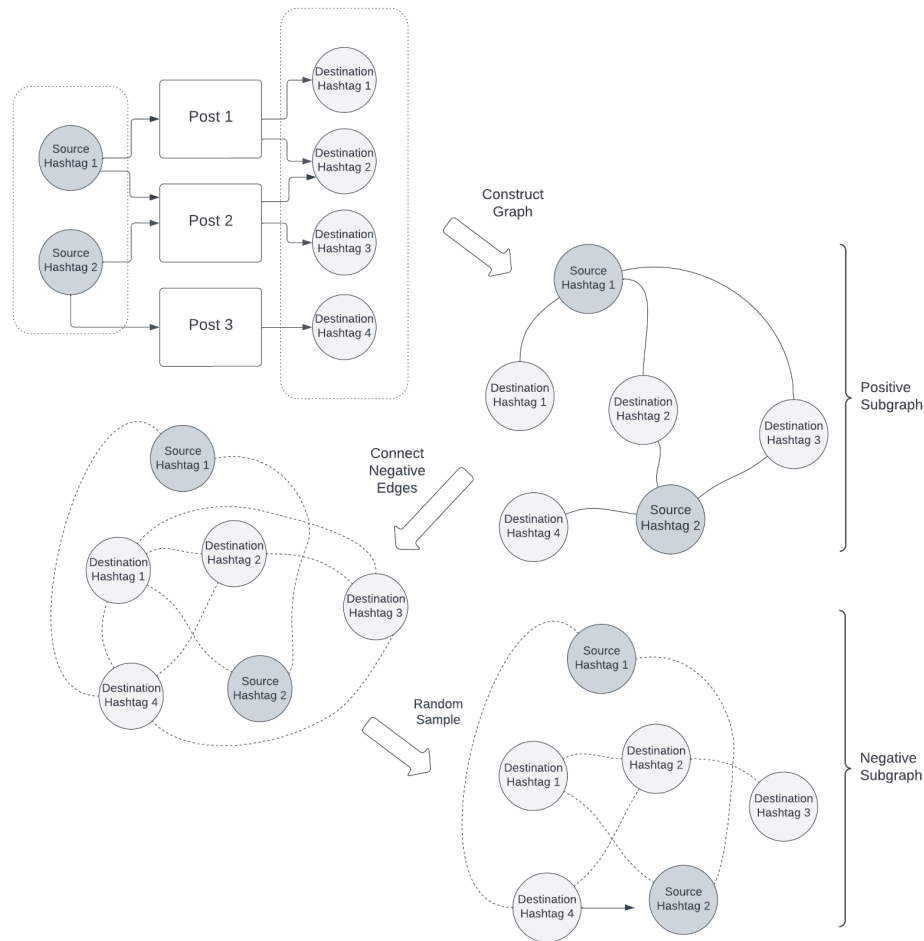 Destination
Hashtag 1
Source
Hashtag 1
Post 1
Destination
Hashtag 2
Post 2
Source
Hashtag 2
Destination
Hashtag 3
Post 3
Destination
Hashtag 4
Construct
Graph
Source
Hashtag 1
Destination
Hashtag 1
Destination
Hashtag 2
Destination
Hashtag 3
Destination
Hashtag 4
Source
Hashtag 2
Positive
Subgraph
Connect
Negative
Edges
Source
Hashtag 1
Destination
Hashtag 1
Destination
Hashtag 2
Destination
Hashtag 3
Destination
Hashtag 4
Source
Hashtag 2
Random
Sample
Source
Hashtag 1
Destination
Hashtag 1
Destination
Hashtag 2
Destination
Hashtag 3
Destination
Hashtag 4
Source
Hashtag 2
Negative
Subgraph